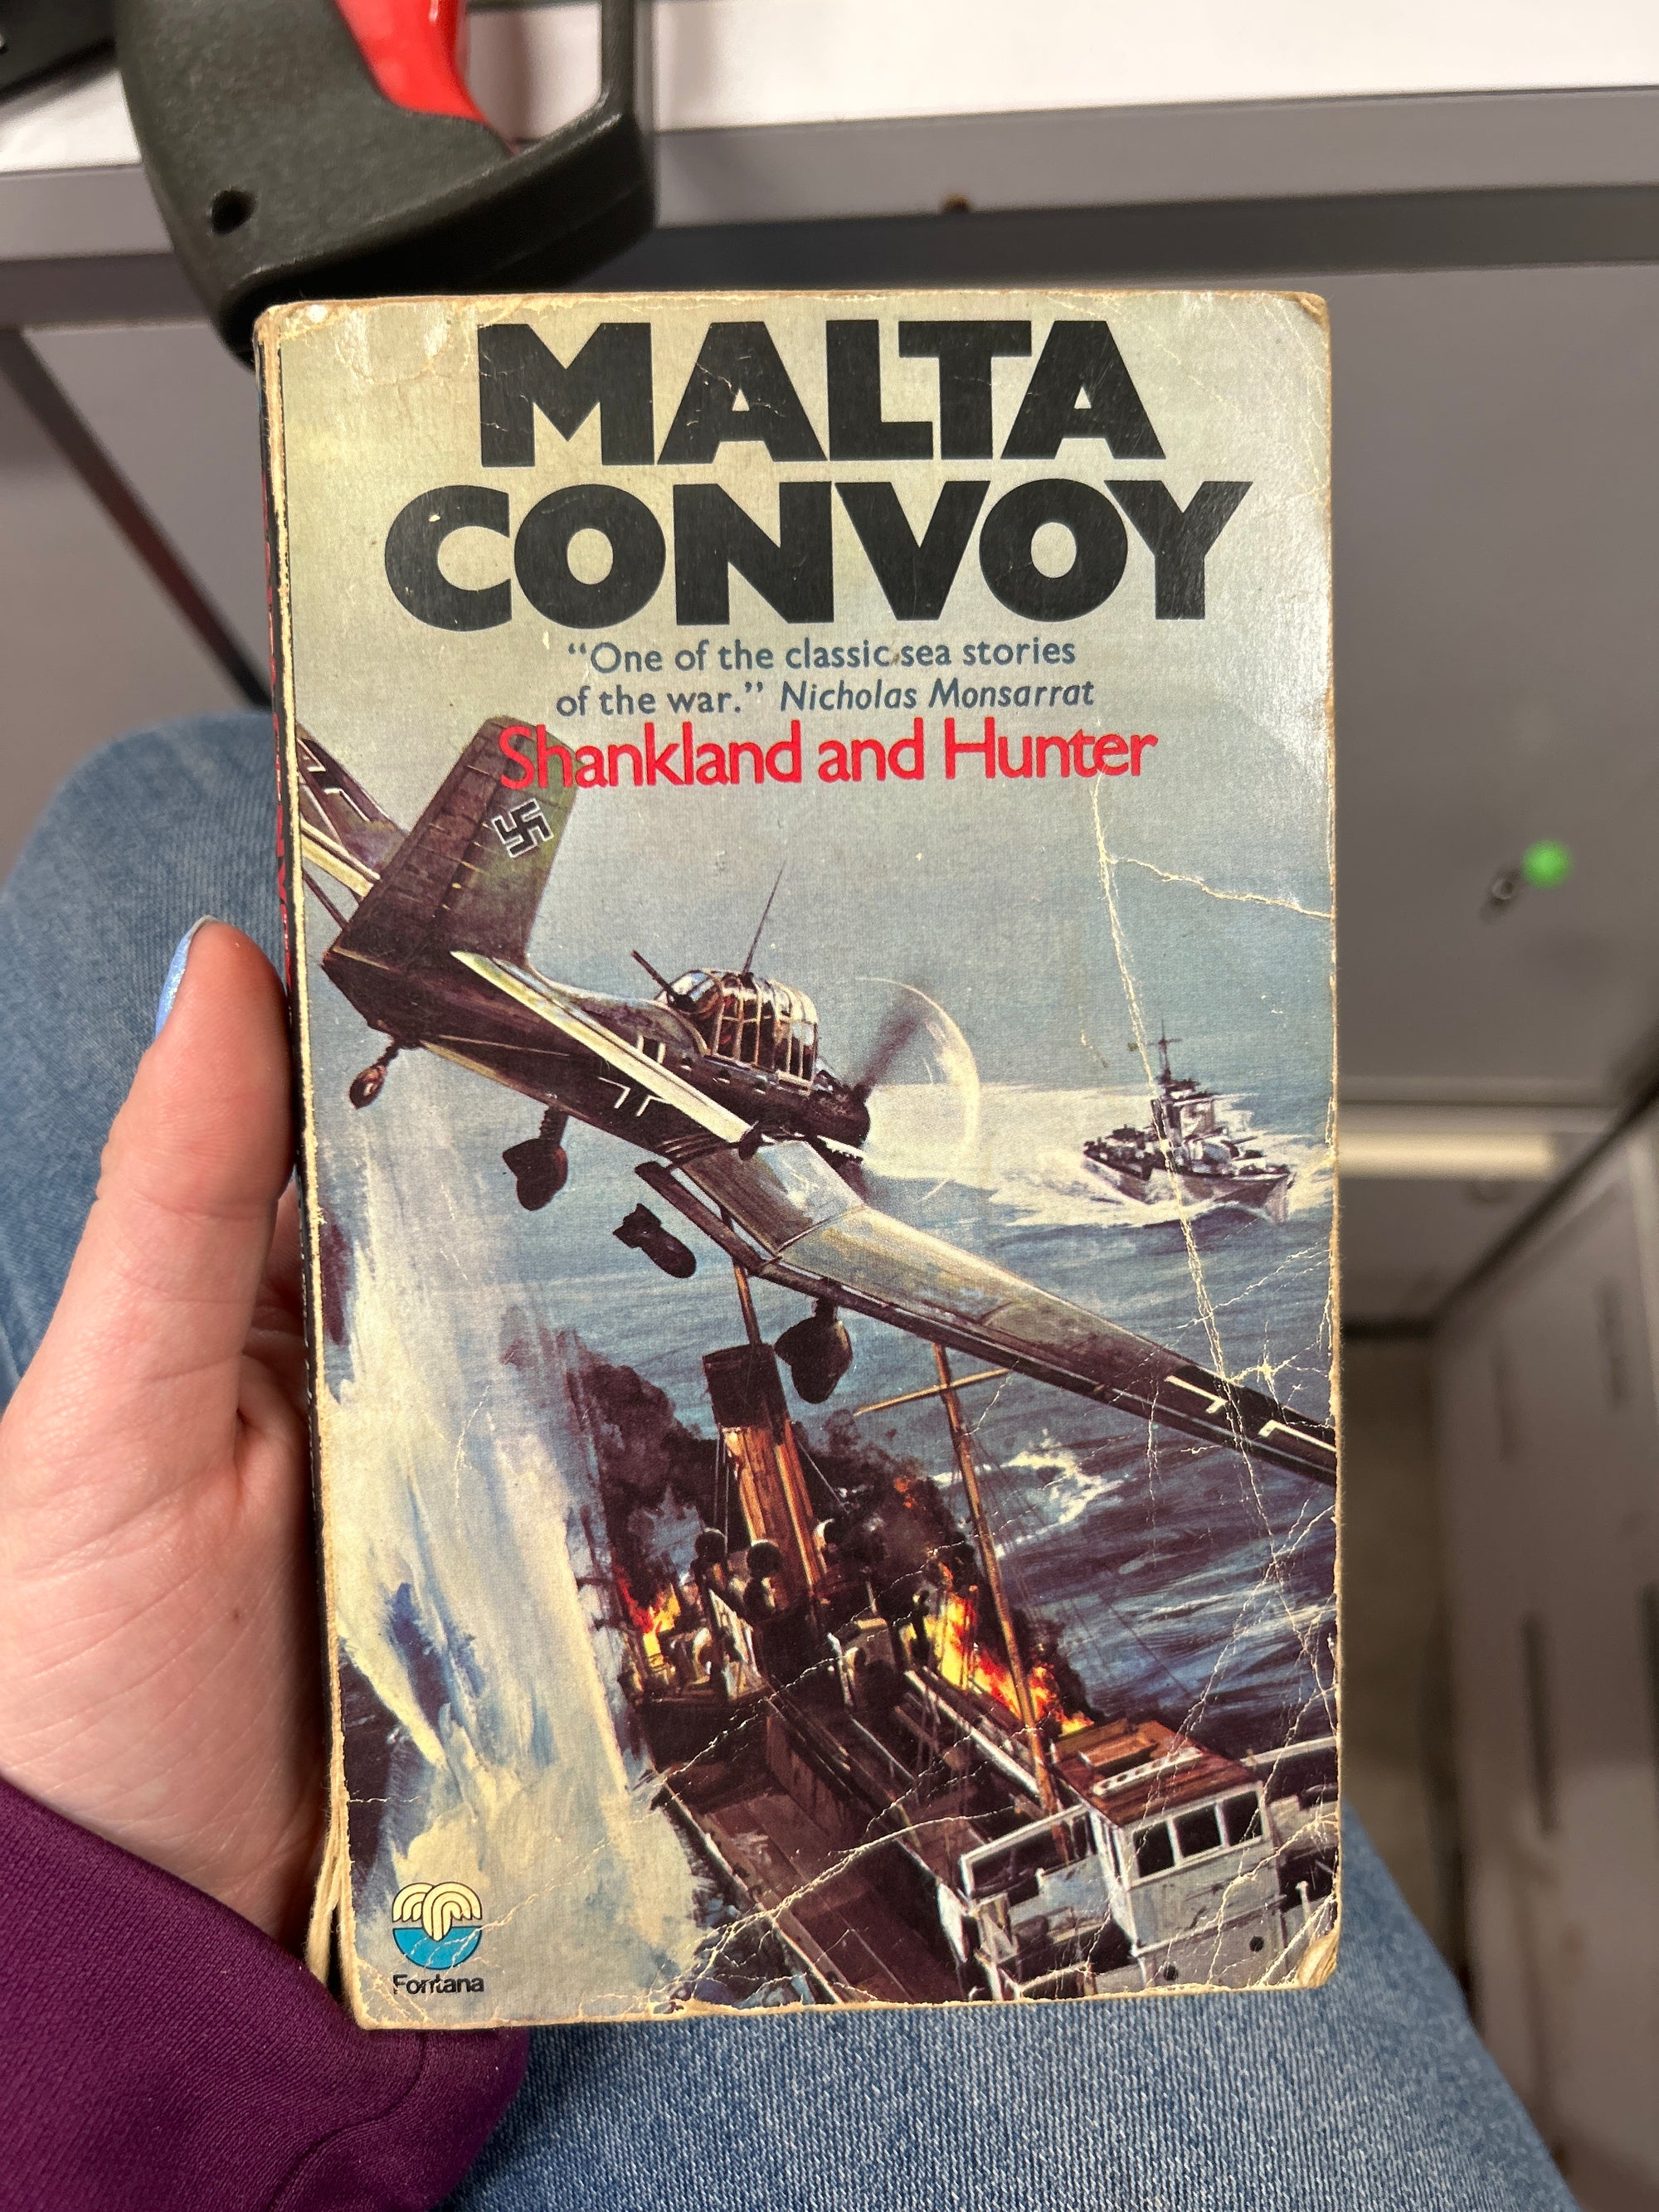 MALTA
CONVOY
“One of the classic sea stories
of the war.” Nicholas Monsarrat
Shankland and Hunter
Fontana